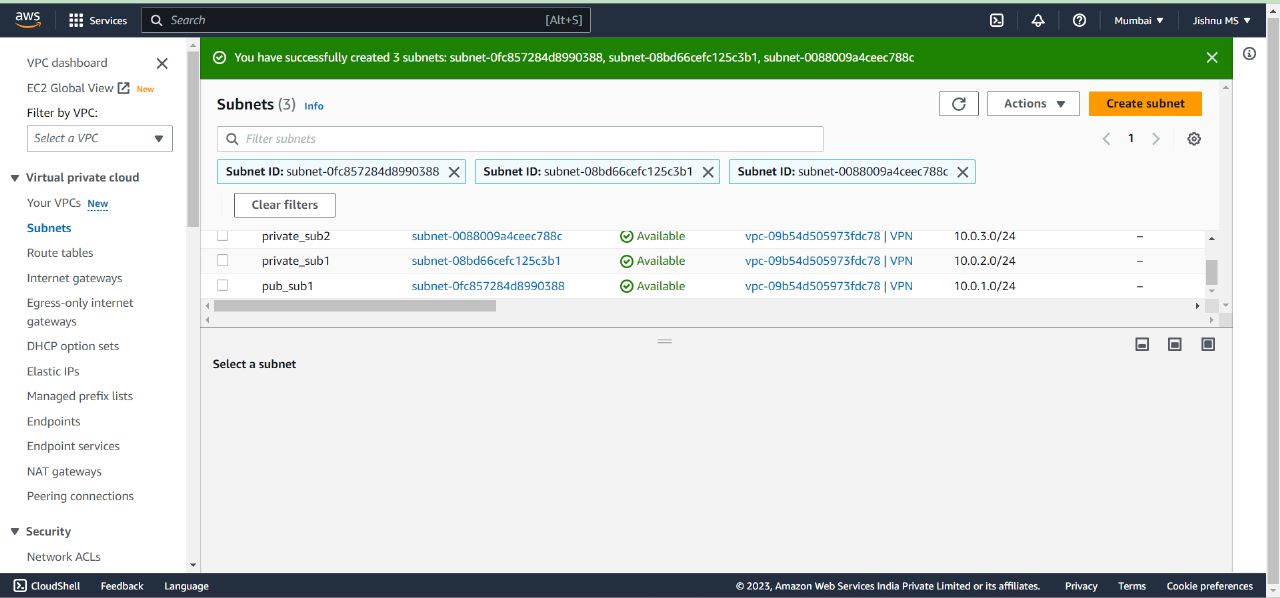 aws Services Search [Alt+S] Mumbai Jishnu MS
VPC dashboard
EC2 Global View New
Filter by VPC:
Select a VPC
Virtual private cloud
Your VPCs New
Subnets
Route tables
Internet gateways
Egress-only internet
gateways
DHCP option sets
Elastic IPs
Managed prefix lists
Endpoints
Endpoint services
NAT gateways
Peering connections
Security
Network ACLs
You have successfully created 3 subnets: subnet-0fc857284d8990388, subnet-08bd66cefc125c3b1, subnet-0088009a4ceec788c
Subnets (3) Info Actions Create subnet
Filter subnets 1
Subnet ID: subnet-0fc857284d8990388 Subnet ID: subnet-08bd66cefc125c3b1 Subnet ID: subnet-0088009a4ceec788c
Clear filters
private_sub2 subnet-0088009a4ceec788c Available vpc-09b54d505973fdc78 | VPN 10.0.3.0/24 –
private_sub1 subnet-08bd66cefc125c3b1 Available vpc-09b54d505973fdc78 | VPN 10.0.2.0/24 –
pub_sub1 subnet-0fc857284d8990388 Available vpc-09b54d505973fdc78 | VPN 10.0.1.0/24 –
Select a subnet
CloudShell Feedback Language © 2023, Amazon Web Services India Private Limited or its affiliates. Privacy Terms Cookie preferences